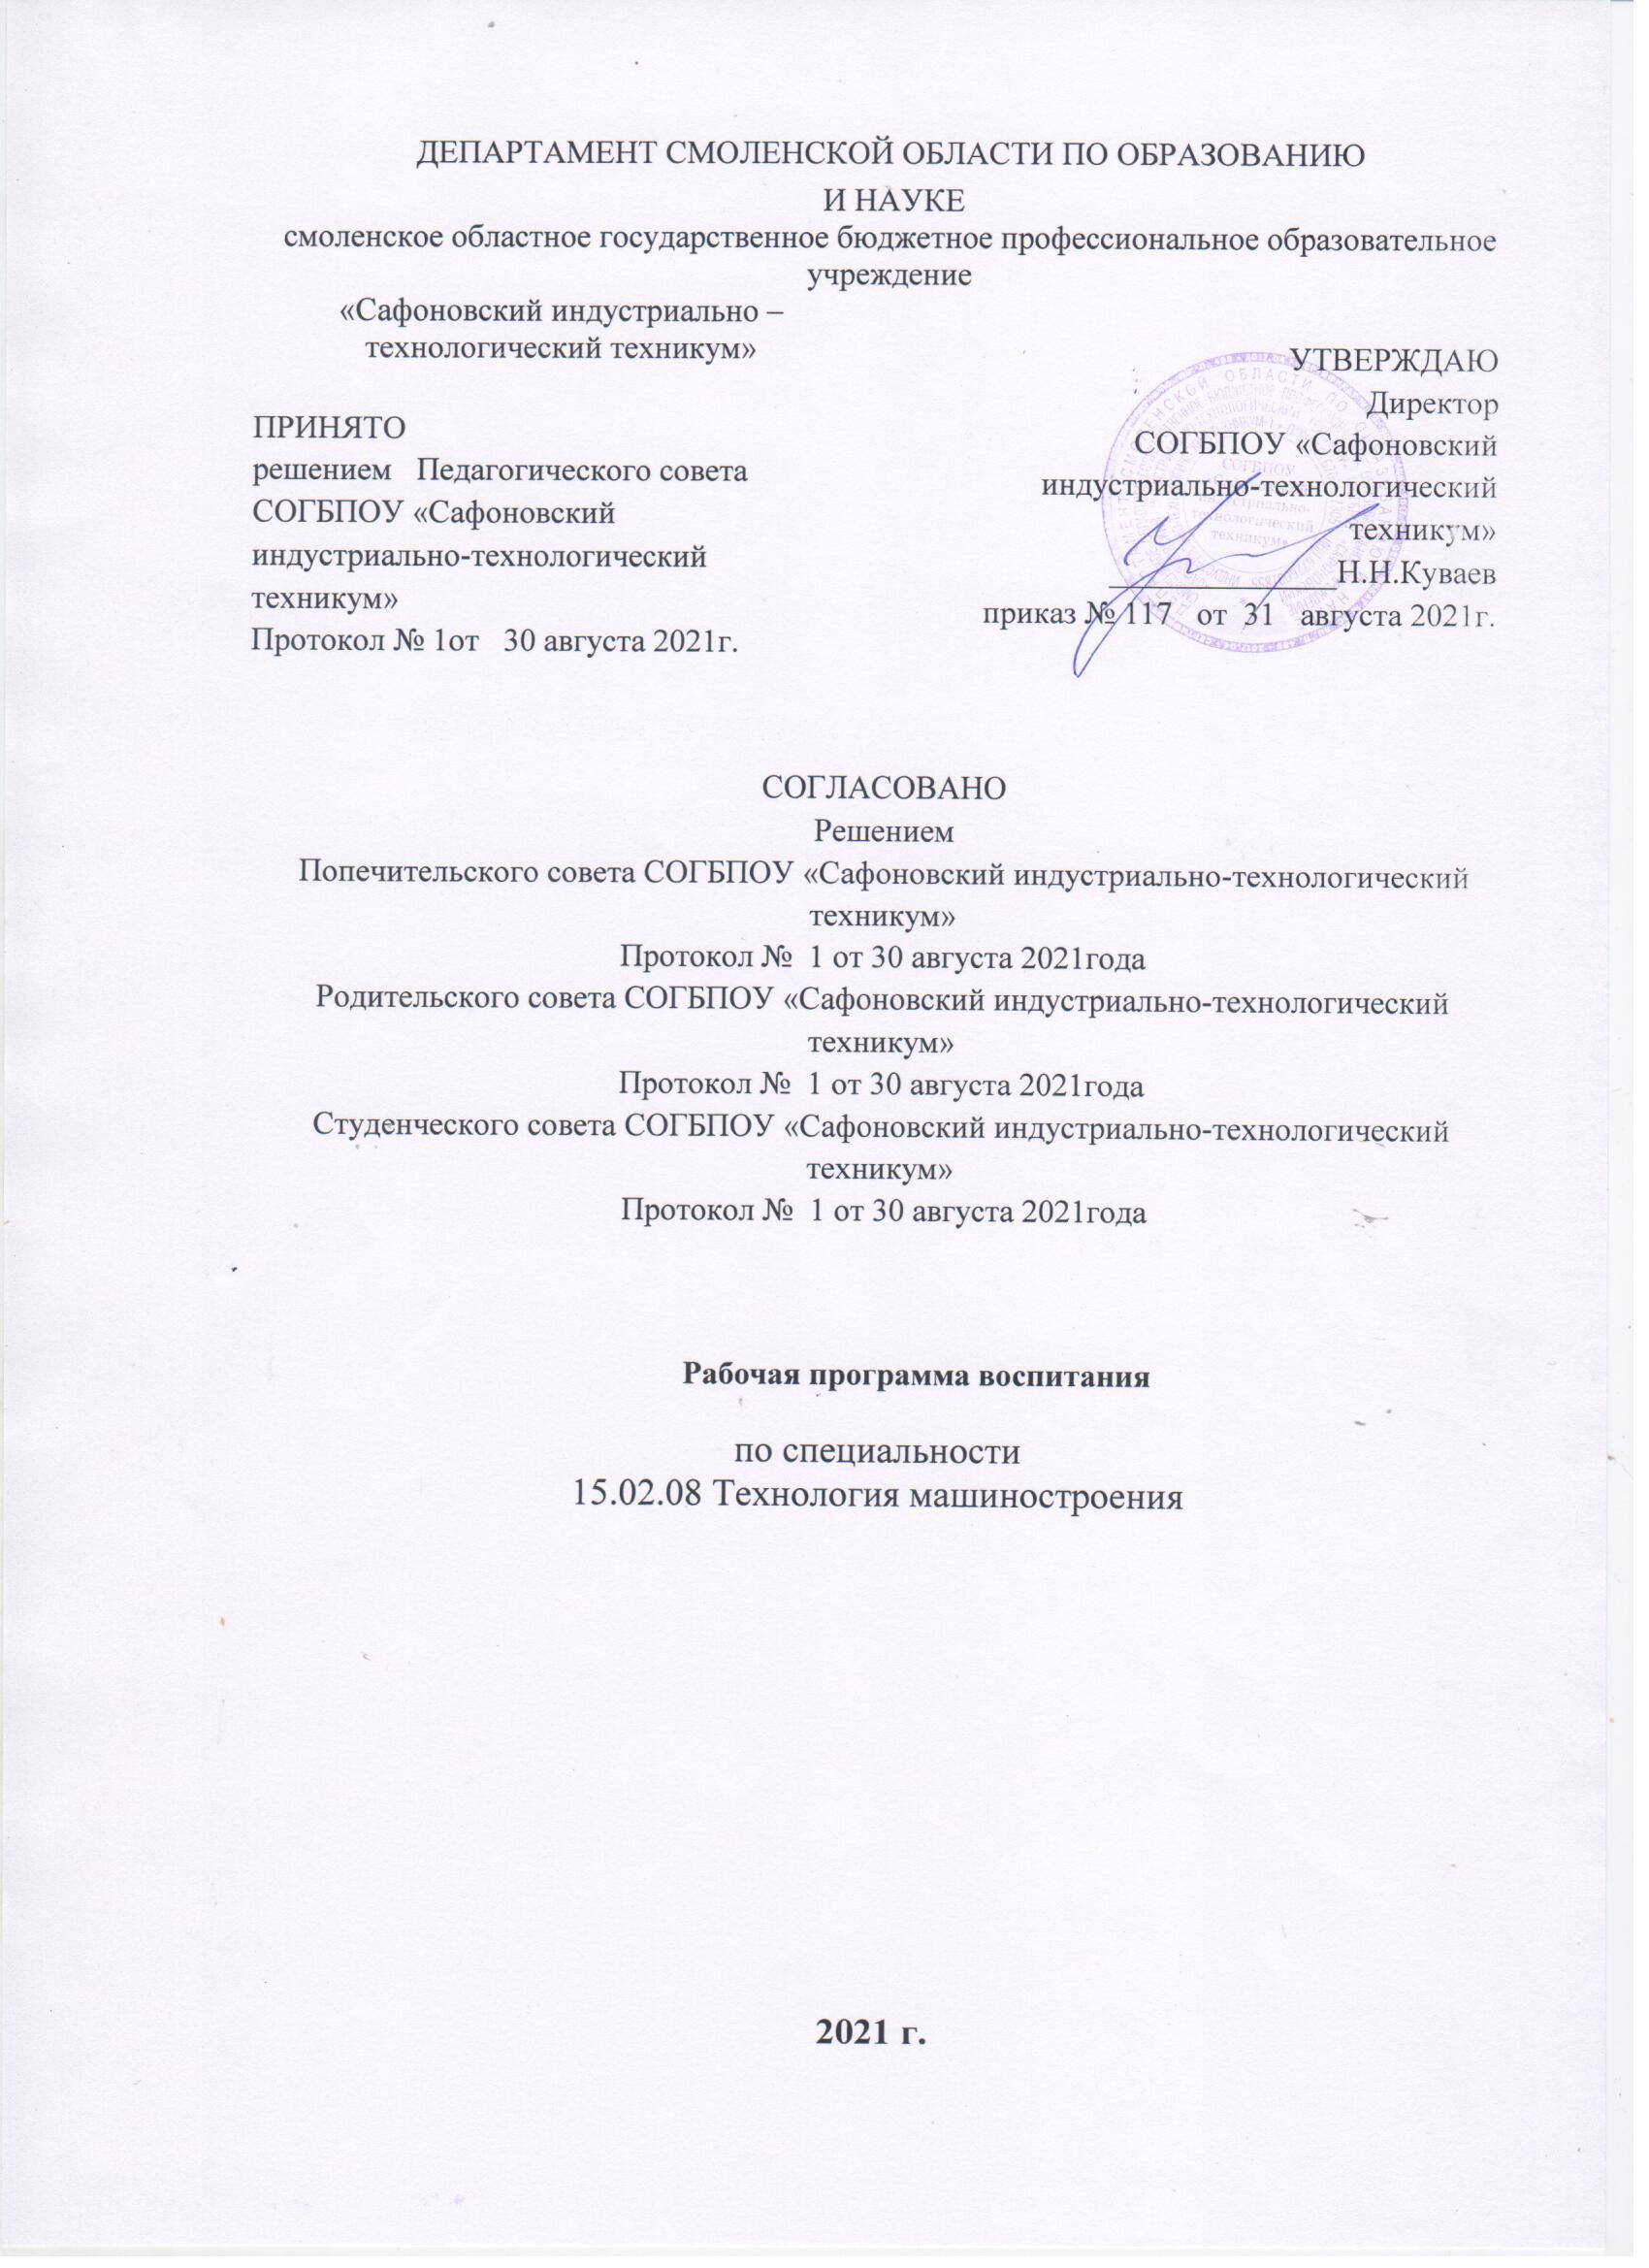 ДЕПАРТАМЕНТ СМОЛЕНСКОЙ ОБЛАСТИ ПО ОБРАЗОВАНИЮ
И НАУКЕ
смоленское областное государственное бюджетное профессиональное образовательное
учреждение
«Сафоновский индустриально –
технологический техникум»
ПРИНЯТО
решением Педагогического совета
СОГБПОУ «Сафоновский
индустриально-технологический
техникум»
Протокол № 1от 30 августа 2021г.
УТВЕРЖДАЮ
Директор
СОГБПОУ «Сафоновский
индустриально-технологический
техникум»
Н.Н.Куваев
приказ № 117 от 31 августа 2021г.
СОГЛАСОВАНО
Решением
Попечительского совета СОГБПОУ «Сафоновский индустриально-технологический
техникум»
Протокол № 1 от 30 августа 2021года
Родительского совета СОГБПОУ «Сафоновский индустриально-технологический
техникум»
Протокол № 1 от 30 августа 2021года
Студенческого совета СОГБПОУ «Сафоновский индустриально-технологический
техникум»
Протокол № 1 от 30 августа 2021года
Рабочая программа воспитания
по специальности
15.02.08 Технология машиностроения
2021 г.